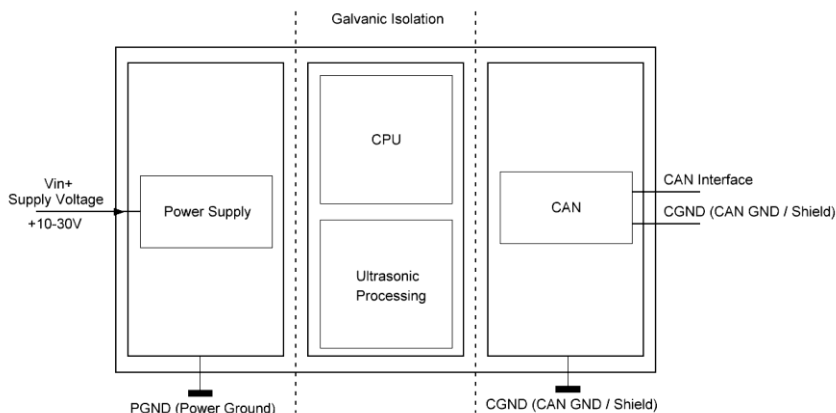 Galvanic Isolation
Vin+
Supply Voltage
+10-30V
Power Supply
CPU
Ultrasonic
Processing
CAN
CAN Interface
CGND (CAN GND / Shield)
PGND (Power Ground)
CGND (CAN GND / Shield)